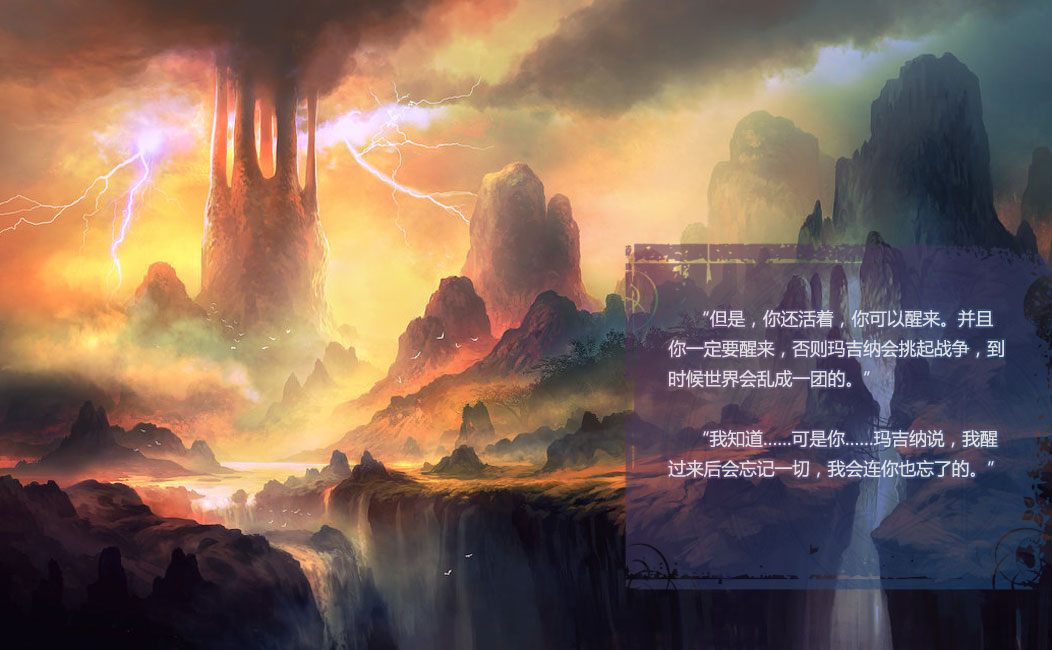 “但是，你还活着，你可以醒来。并且
你一定要醒来，否则玛吉纳会挑起战争，到
时候世界会乱成一团的。”
“我知道……可是你……玛吉纳说，我醒
过来后会忘记一切，我会连你也忘了的。”